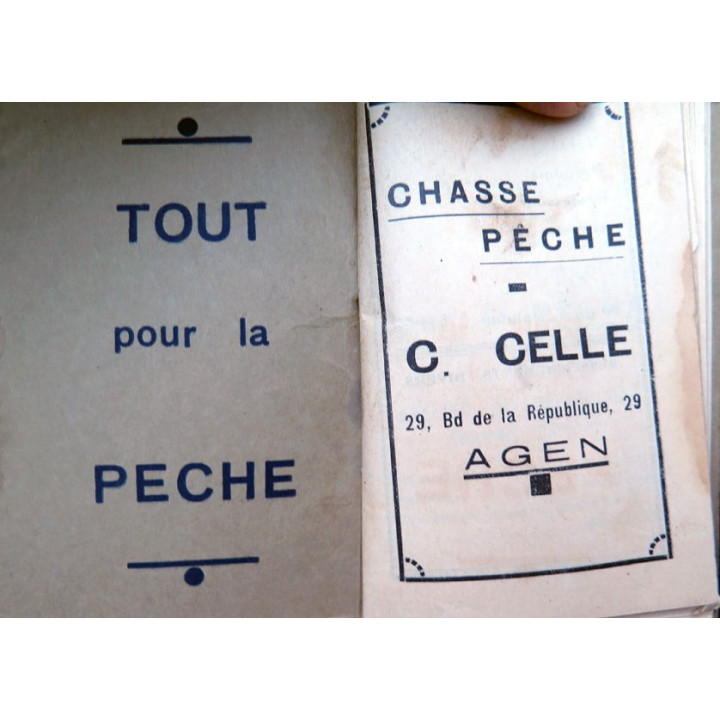 TOUT
pour la
PECHE
CHASSE
PÊCHE
C. CELLE
29, Bd de la République, 29
AGEN